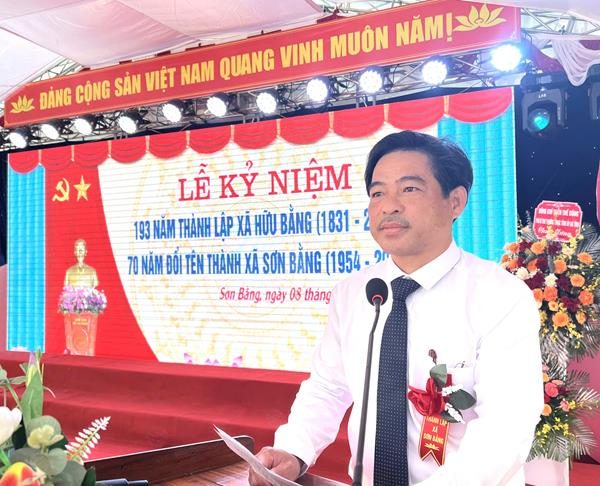 ĐẢNG CỘNG SẢN VIỆT NAM QUANG VINH MUÔN NĂM!
LỄ KỶ NIỆM
193 NĂM THÀNH LẬP XÃ HỮU BẰNG (1831 - 2
70 NĂM ĐỔI TÊN THÀNH XÃ SƠN BẰNG (1954 - 20
Sơn Bằng, ngày 08 tháng
THÀNH LẬP
XÃ
SƠN BẰNG